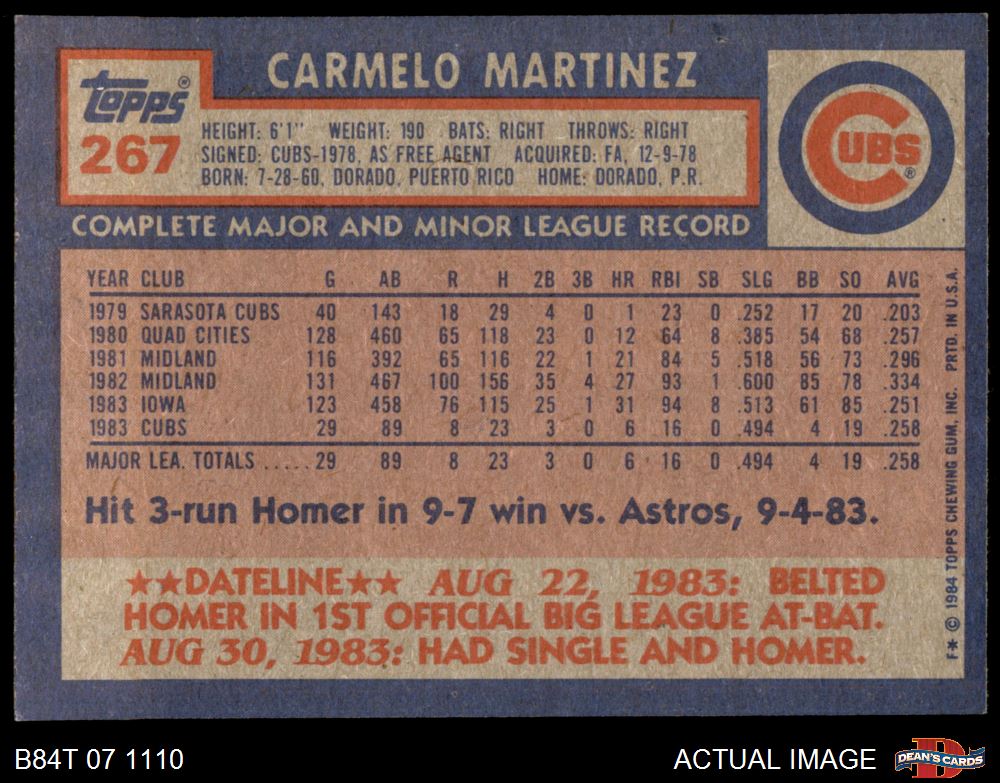 CARMELO MARTINEZ
topps®
267
HEIGHT: 6'1" WEIGHT: 190 BATS: RIGHT THROWS: RIGHT
SIGNED: CUBS-1978, AS FREE AGENT ACQUIRED: FA, 12-9-78
BORN: 7-28-60, DORADO, PUERTO RICO HOME: DORADO, P.R.
CUBS®
COMPLETE MAJOR AND MINOR LEAGUE RECORD
YEAR CLUB G AB R H 2B 3B HR RBI SB SLG BB SO AVG
1979 SARASOTA CUBS 40 143 18 29 4 0 1 23 0 .252 17 20 .203
1980 QUAD CITIES 128 460 65 118 23 0 12 64 8 .385 54 68 .257
1981 MIDLAND 116 392 65 116 22 1 21 84 5 .518 56 73 .296
1982 MIDLAND 131 467 100 156 35 4 27 93 1 .600 85 78 .334
1983 IOWA 123 458 76 115 25 1 31 94 8 .513 61 85 .251
1983 CUBS 29 89 8 23 3 0 6 16 0 .494 4 19 .258
MAJOR LEA. TOTALS .....29 89 8 23 3 0 6 16 0 .494 4 19 .258
Hit 3-run Homer in 9-7 win vs. Astros, 9-4-83.
★★DATELINE★★ AUG 22, 1983: BELTED
HOMER IN 1ST OFFICIAL BIG LEAGUE AT-BAT.
AUG 30, 1983: HAD SINGLE AND HOMER.
F* © 1984 TOPPS CHEWING GUM, INC. PRTD. IN U.S.A.
B84T 07 1110
ACTUAL IMAGE
D
DEAN'S CARDS